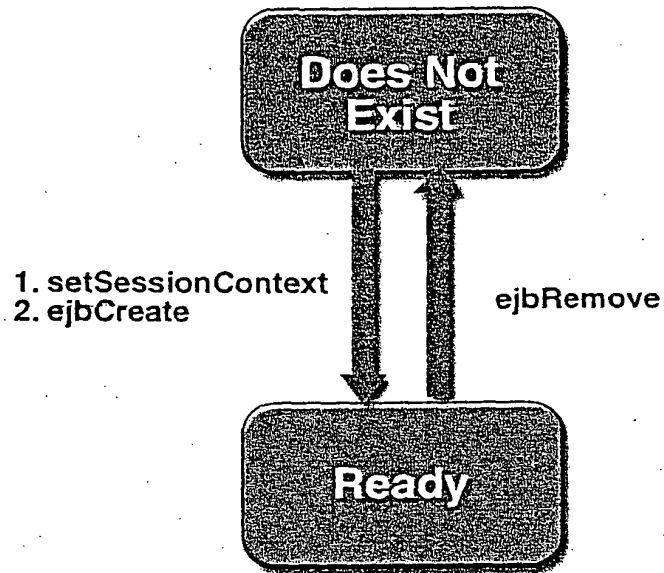 Does Not
Exist
1. setSessionContext
2. ejbCreate
ejbRemove
Ready